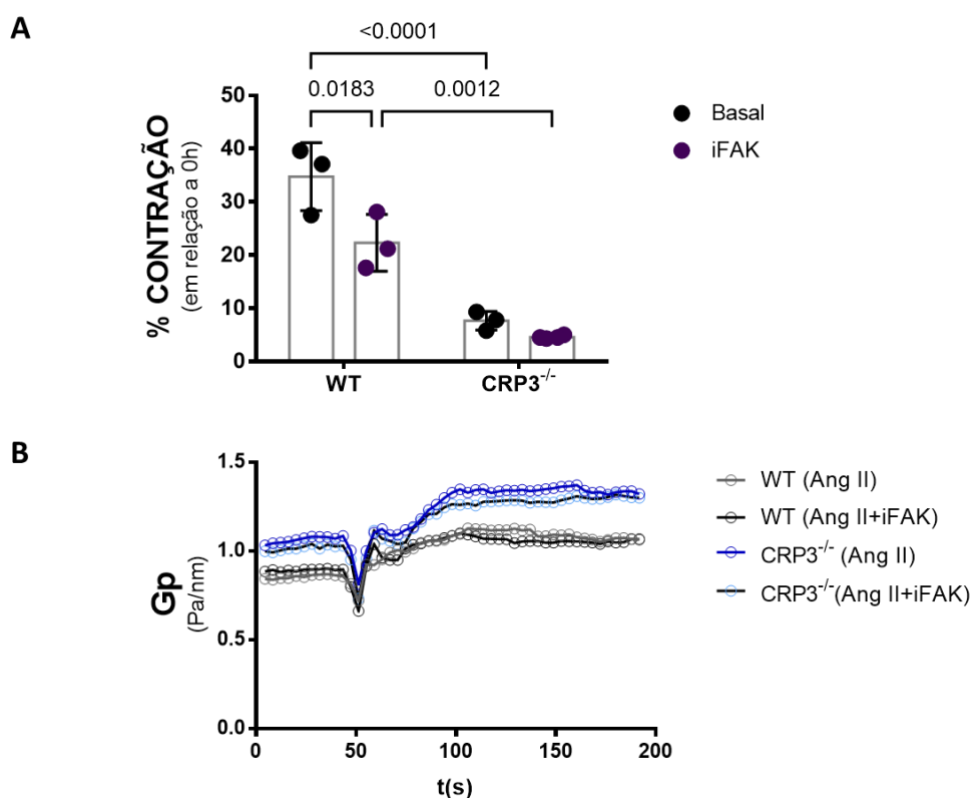 A
<0.0001
0.0183
0.0012
50
40
30
20
10
0
% CONTRAÇÃO
(em relação a 0h)
WT
CRP3-/-
Basal
iFAK
B
1.5
1.0
0.5
0.0
Gp
(Pa/nm)
0
50
100
150
200
t(s)
WT (Ang II)
WT (Ang II+iFAK)
CRP3-/- (Ang II)
CRP3-/-(Ang II+iFAK)